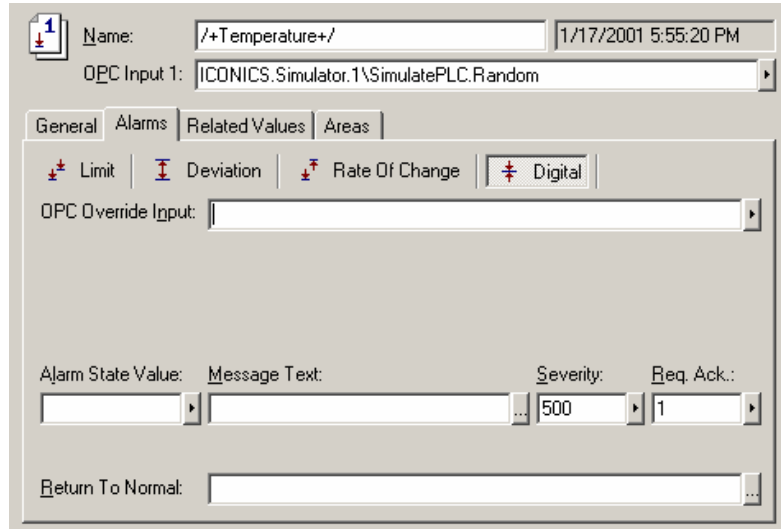 1
Name: /+Temperature+/ 1/17/2001 5:55:20 PM
OPC Input 1: ICONICS.Simulator.1\SimulatePLC.Random
General Alarms Related Values Areas
Limit Deviation Rate Of Change Digital
OPC Override Input:
Alarm State Value: Message Text: Severity: Req. Ack.:
... 500 1
Return To Normal: ...